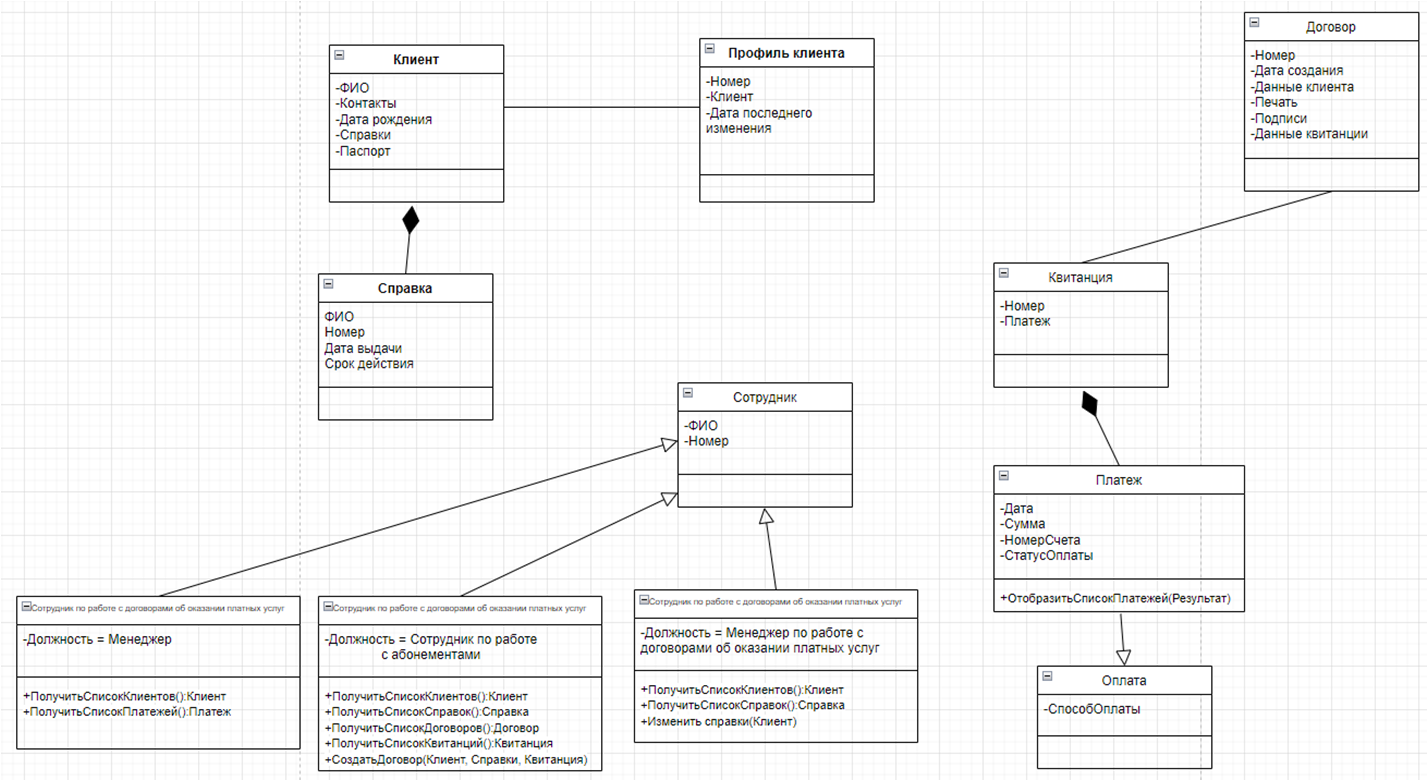 Клиент
-ФИО
-Контакты
-Дата рождения
-Справки
-Паспорт
Профиль клиента
-Номер
-Клиент
-Дата последнего
изменения
Договор
-Номер
-Дата создания
-Данные клиента
-Печать
-Подписи
-Данные квитанции
Справка
ФИО
Номер
Дата выдачи
Срок действия
Квитанция
-Номер
-Платеж
Сотрудник
-ФИО
-Номер
Платеж
-Дата
-Сумма
-НомерСчета
-СтатусОплаты
+ОтобразитьСписокПлатежей(Результат)
Сотрудник по работе с договорами об оказании платных услуг
-Должность = Менеджер
+ПолучитьСписокКлиентов():Клиент
+ПолучитьСписокПлатежей():Платеж
Сотрудник по работе с договорами об оказании платных услуг
-Должность = Сотрудник по работе
с абонементами
+ПолучитьСписокКлиентов():Клиент
+ПолучитьСписокСправок():Справка
+ПолучитьСписокДоговоров():Договор
+ПолучитьСписокКвитанций():Квитанция
+СоздатьДоговор(Клиент, Справки, Квитанция)
Сотрудник по работе с договорами об оказании платных услуг
-Должность = Менеджер по работе с
договорами об оказании платных услуг
+ПолучитьСписокКлиентов():Клиент
+ПолучитьСписокСправок():Справка
+Изменить справки(Клиент)
Оплата
-СпособОплаты